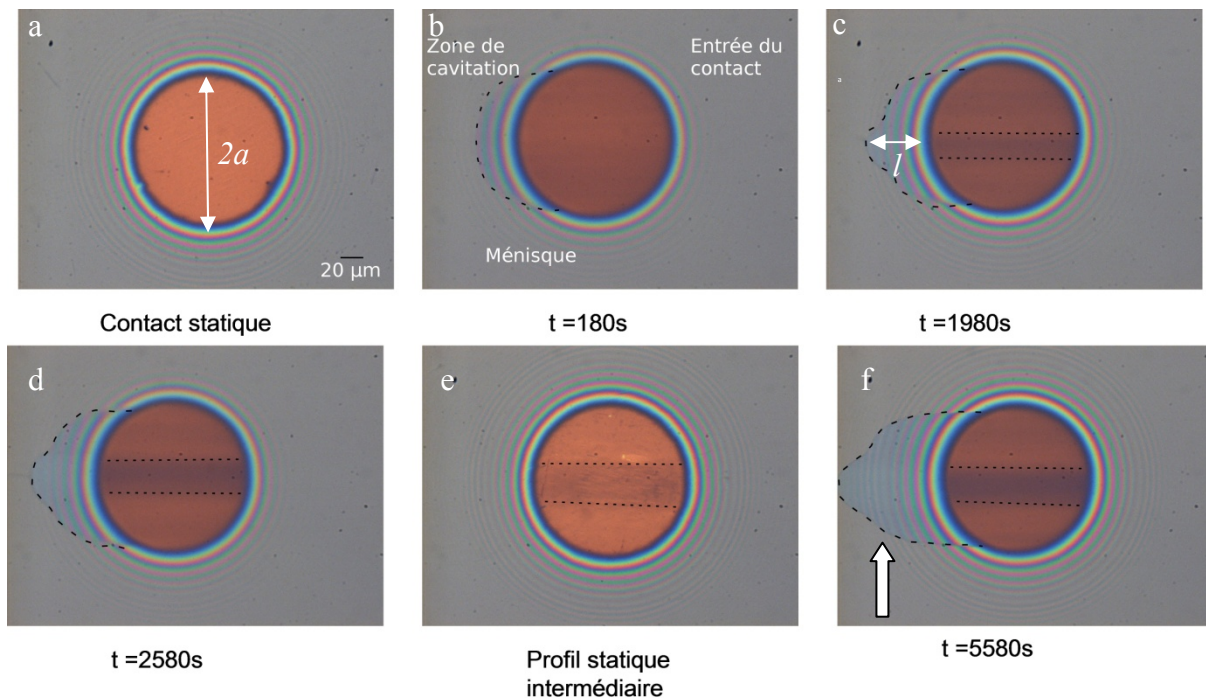 a
2a
20 µm
Contact statique
b
Zone de
cavitation
Entrée du
contact
Ménisque
t =180s
c
l
t =1980s
d
t =2580s
e
Profil statique
intermédiaire
f
t =5580s